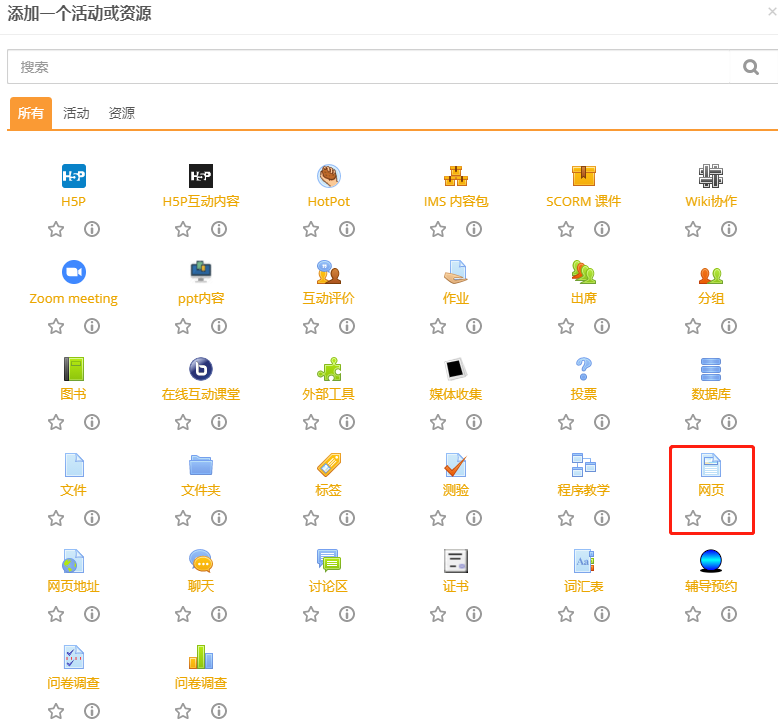 添加一个活动或资源
搜索
所有 活动 资源
H5P H5P互动内容 HotPot IMS 内容包 SCORM 课件 Wiki协作
Zoom meeting ppt内容 互动评价 作业 出席 分组
图书 在线互动课堂 外部工具 媒体收集 投票 数据库
文件 文件夹 标签 测验 程序教学 网页
网页地址 聊天 讨论区 证书 词汇表 辅导预约
问卷调查 问卷调查